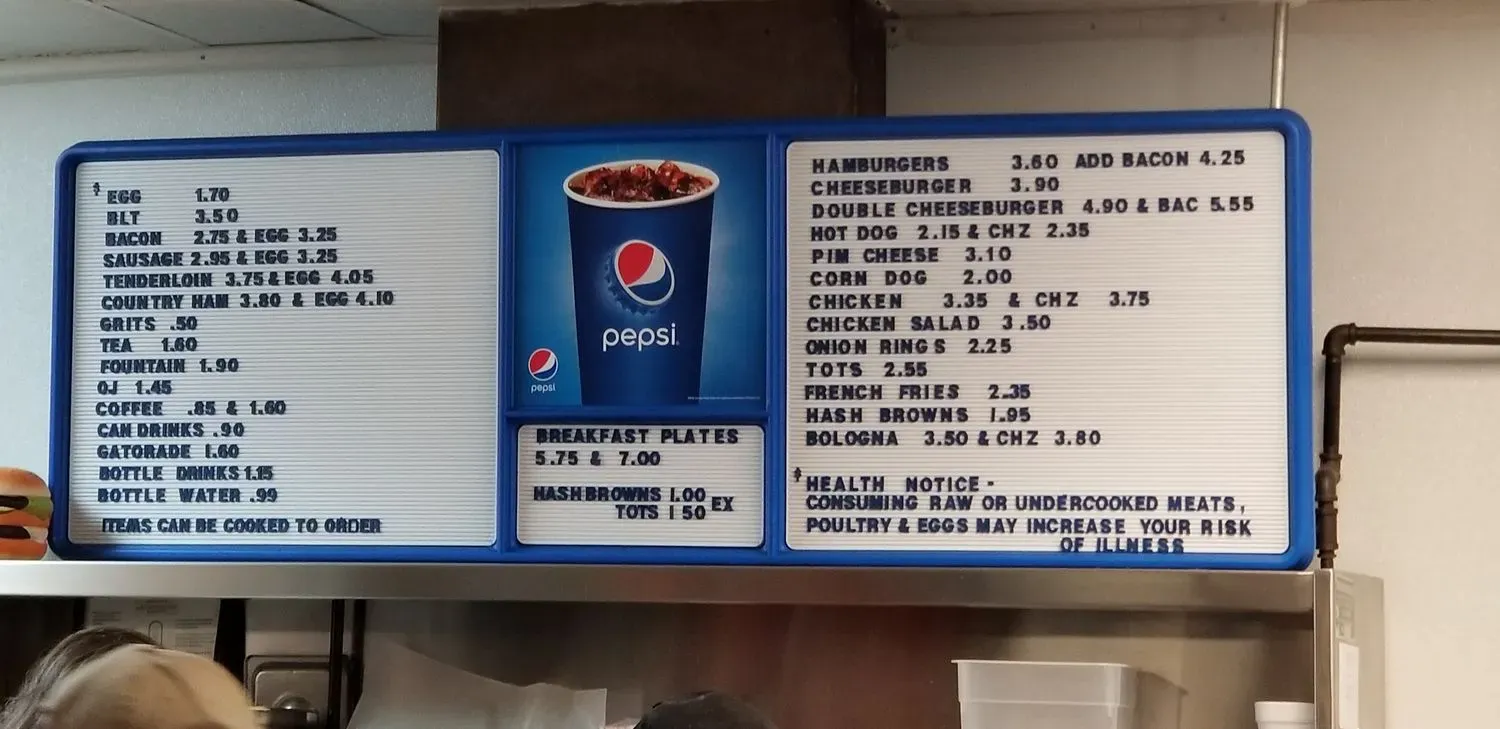 EGG 1.70
BLT 3.50
BACON 2.75 & EGG 3.25
SAUSAGE 2.95 & EGG 3.25
TENDERLOIN 3.75 & EGG 4.05
COUNTRY HAM 3.80 & EGG 4.10
GRITS .50
TEA 1.60
FOUNTAIN 1.90
OJ 1.45
COFFEE .85 & 1.60
CAN DRINKS .90
GATORADE 1.60
BOTTLE DRINKS 1.15
BOTTLE WATER .99
ITEMS CAN BE COOKED TO ORDER
pepsi
pepsi
BREAKFAST PLATES
5.75 & 7.00
HASH BROWNS 1.00
TOTS 1 50 EX
HAMBURGERS 3.60 ADD BACON 4.25
CHEESEBURGER 3.90
DOUBLE CHEESEBURGER 4.90 & BAC 5.55
HOT DOG 2.15 & CHZ 2.35
PIM CHEESE 3.10
CORN DOG 2.00
CHICKEN 3.35 & CHZ 3.75
CHICKEN SALAD 3.50
ONION RINGS 2.25
TOTS 2.55
FRENCH FRIES 2.35
HASH BROWNS 1.95
BOLOGNA 3.50 & CHZ 3.80
HEALTH NOTICE -
CONSUMING RAW OR UNDERCOOKED MEATS,
POULTRY & EGGS MAY INCREASE YOUR RISK
OF ILLNESS